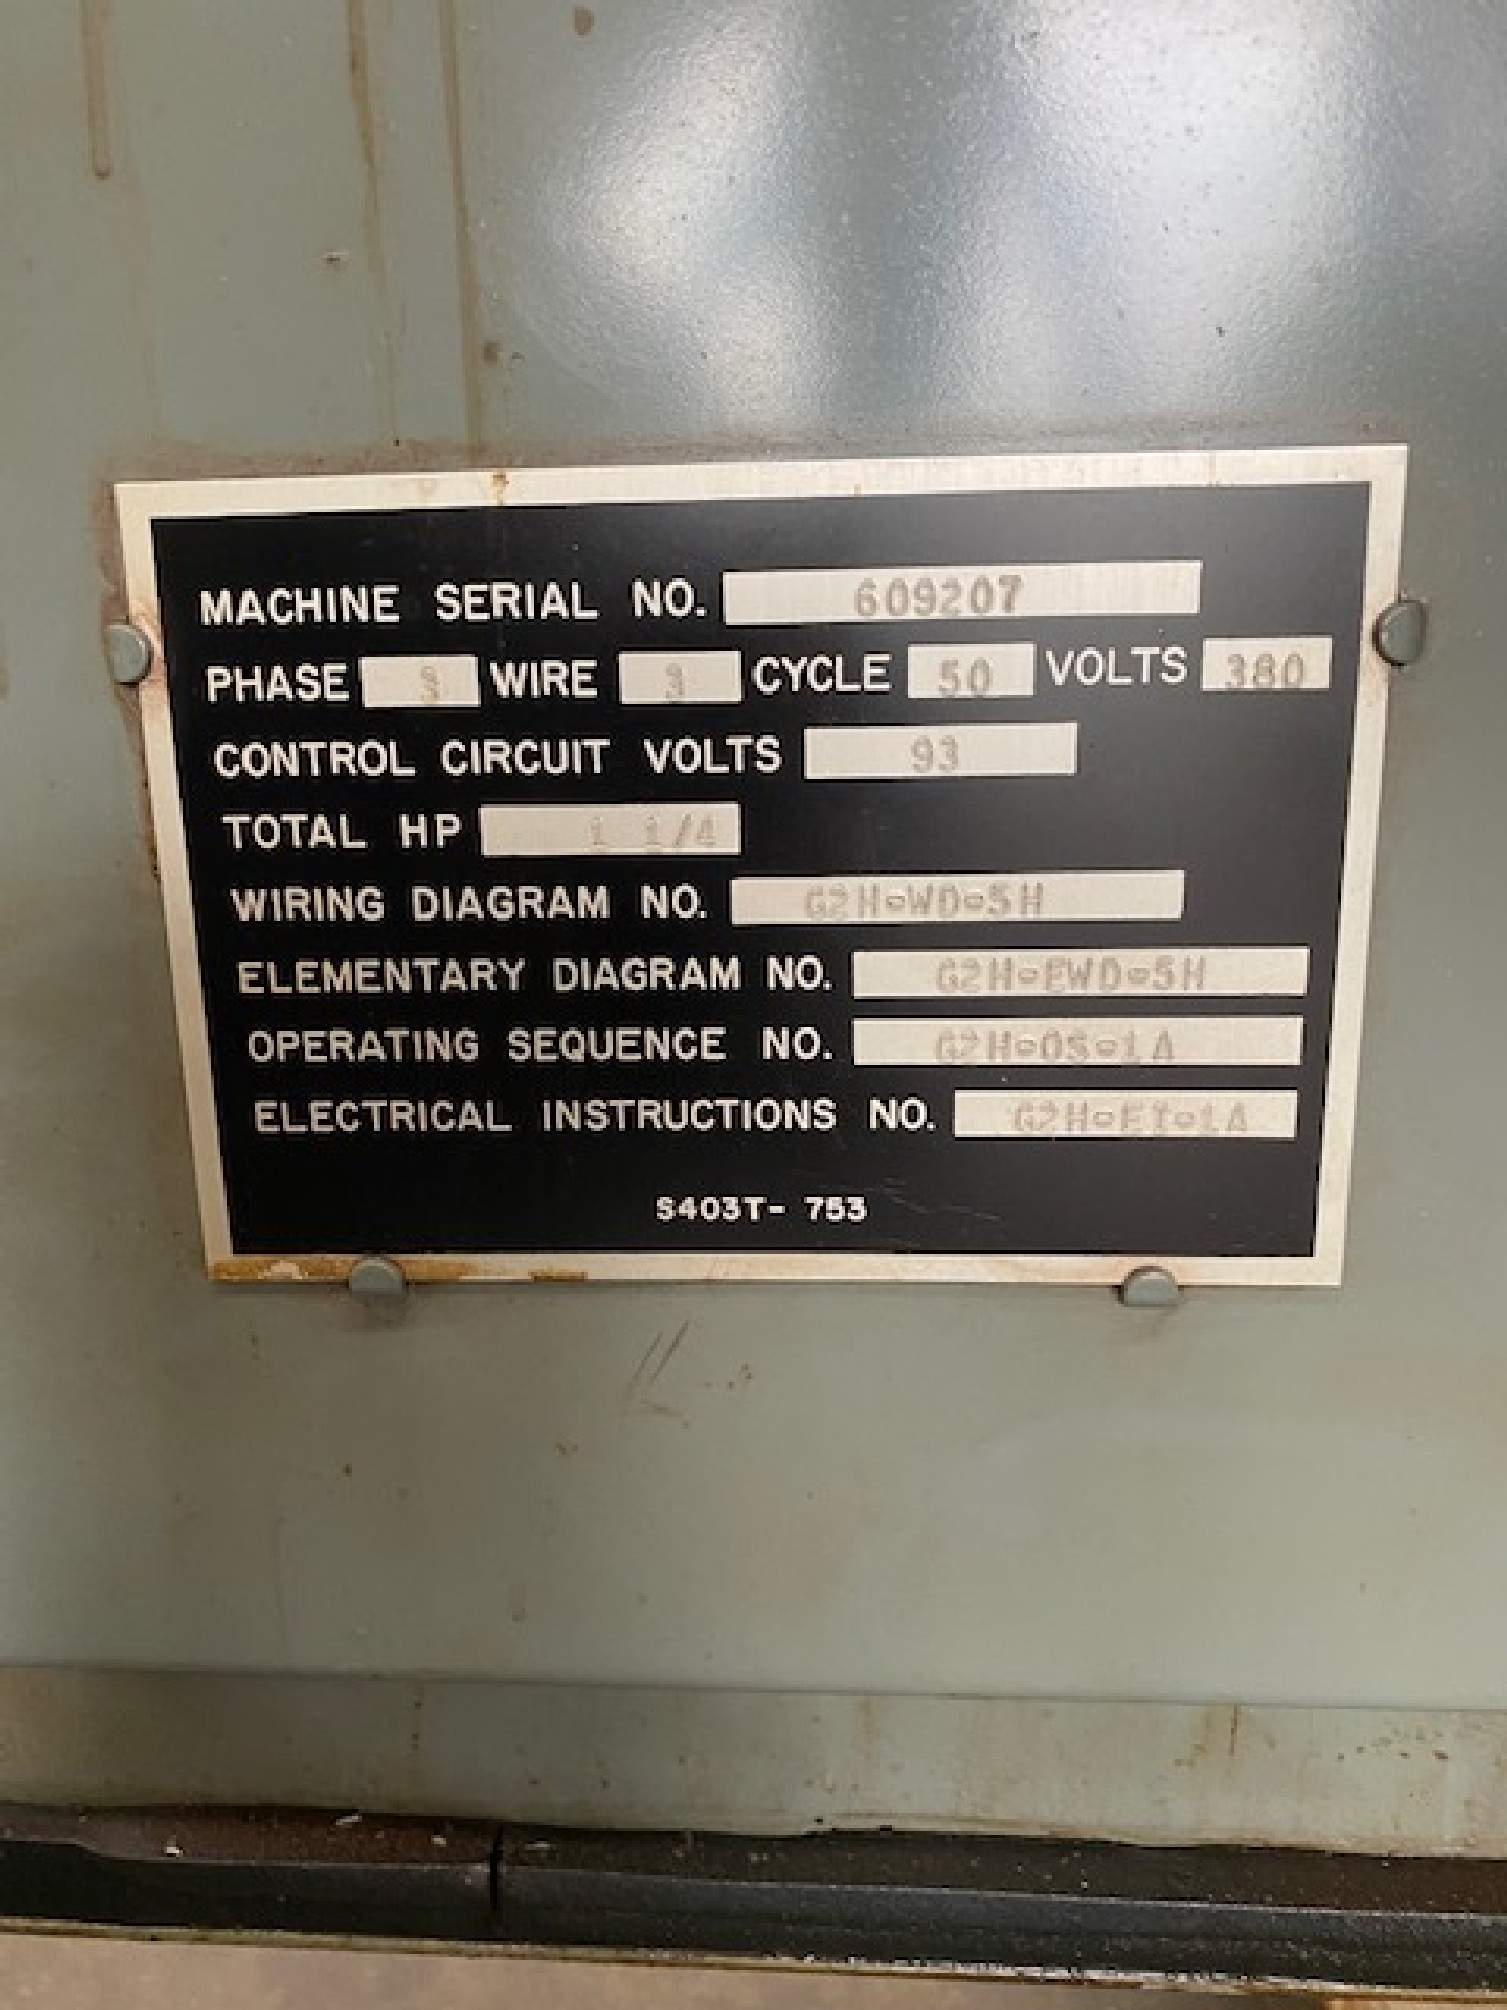 MACHINE SERIAL NO. 609207
PHASE 3 WIRE 3 CYCLE 50 VOLTS 380
CONTROL CIRCUIT VOLTS 93
TOTAL HP 1 1/4
WIRING DIAGRAM NO. G2H-WD-5H
ELEMENTARY DIAGRAM NO. G2H-EWD-5H
OPERATING SEQUENCE NO. G2H-OS-1A
ELECTRICAL INSTRUCTIONS NO. G2H-EI-1A
S403T- 753